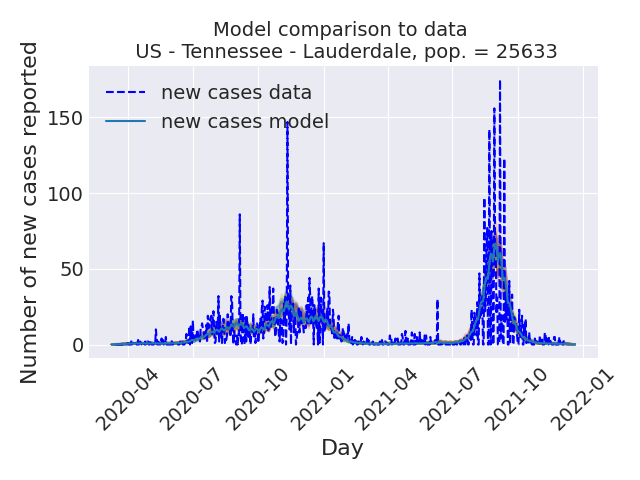 Model comparison to data
US - Tennessee - Lauderdale, pop. = 25633
Number of new cases reported
new cases data
new cases model
150
100
50
0
2020-04
2020-07
2020-10
2021-01
2021-04
2021-07
2021-10
2022-01
Day